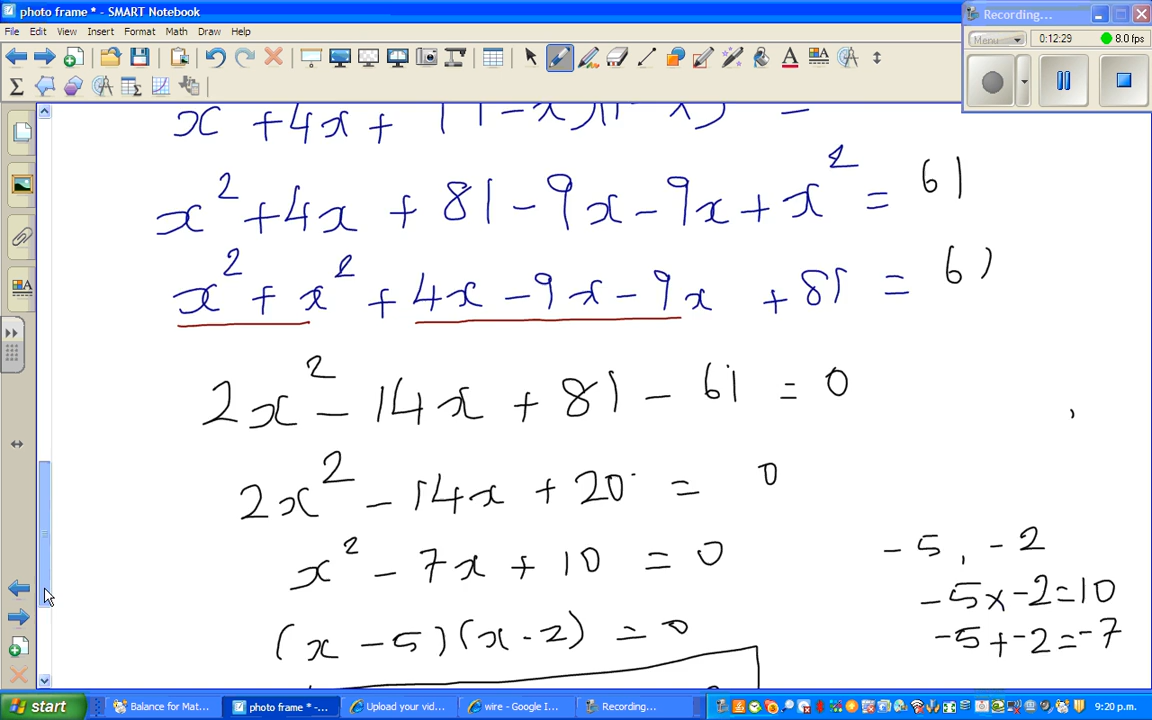 photo frame * - SMART Notebook
File Edit View Insert Format Math Draw Help
Recording...
Menu 0:12:29 8.0 fps
x² + 4x + 81 - 9x - 9x + x² = 61
x² + x² + 4x - 9x - 9x + 81 = 61
2x² - 14x + 81 - 61 = 0
2x² - 14x + 20 = 0
x² - 7x + 10 = 0
(x - 5)(x - 2) = 0
-5, -2
-5 x -2 = 10
-5 + -2 = -7
start Balance for Mat... photo frame * -... Upload your vide... wire - Google I... Recording... 9:20 p.m.